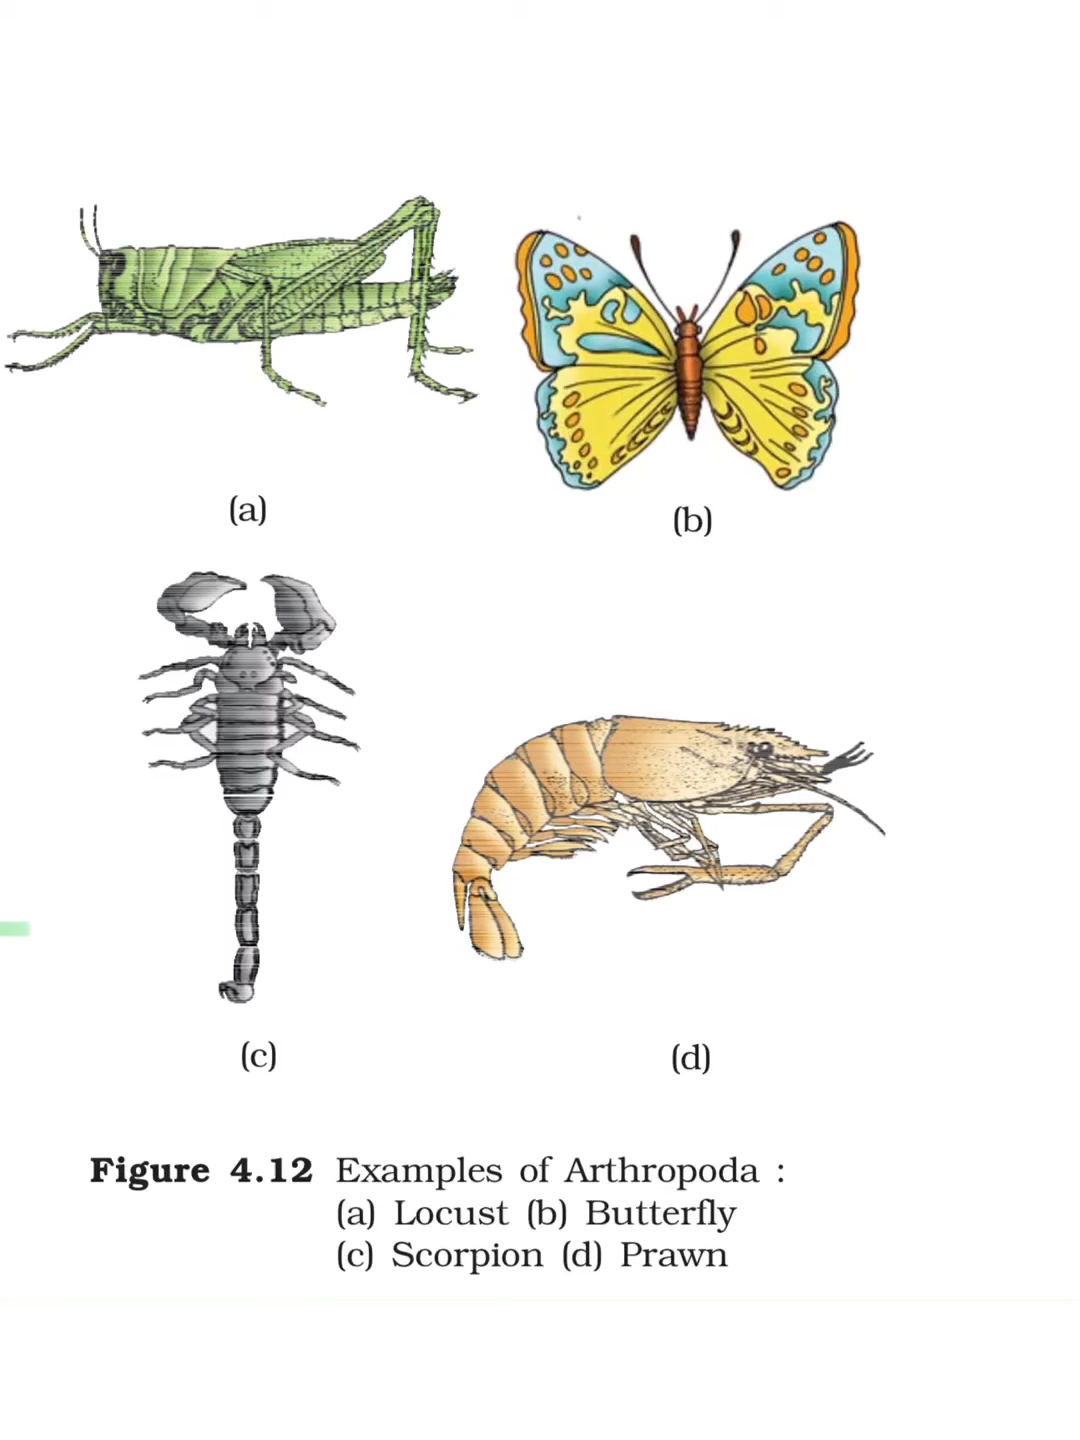 (a)
(b)
(c)
(d)
Figure 4.12 Examples of Arthropoda :
(a) Locust (b) Butterfly
(c) Scorpion (d) Prawn